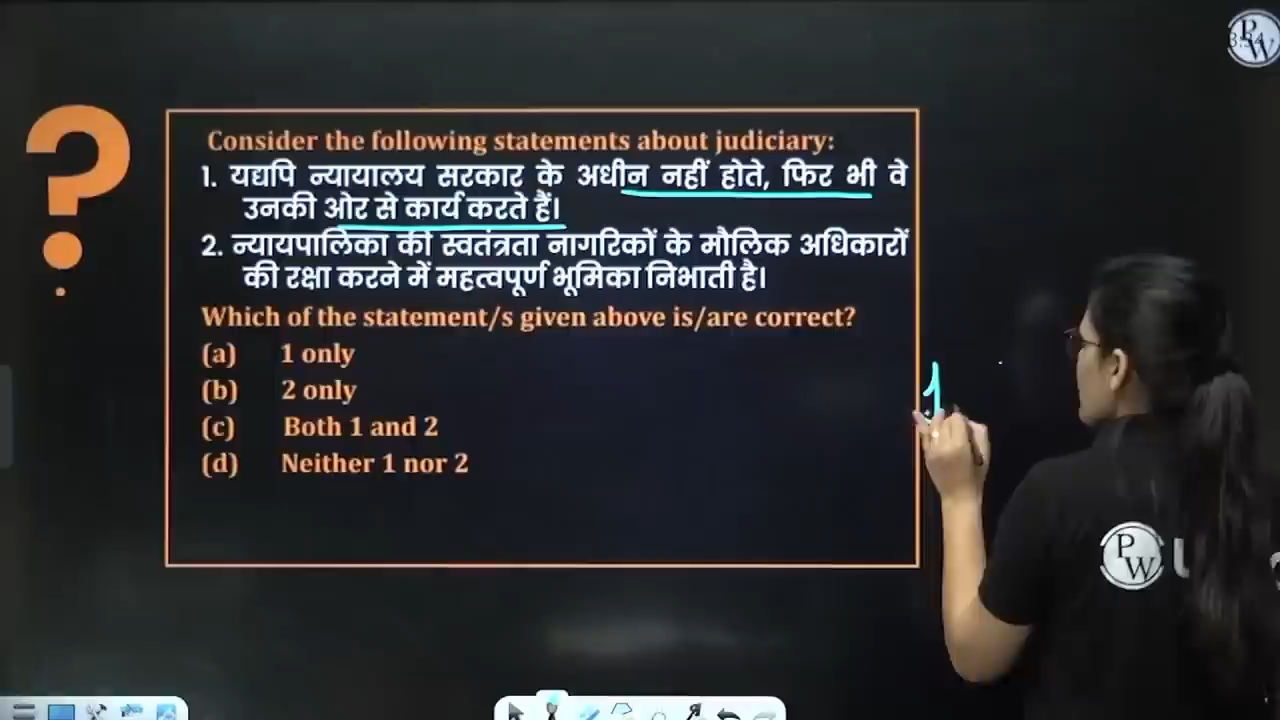 Consider the following statements about judiciary:
1. यद्यपि न्यायालय सरकार के अधीन नहीं होते, फिर भी वे
उनकी ओर से कार्य करते हैं।
2. न्यायपालिका की स्वतंत्रता नागरिकों के मौलिक अधिकारों
की रक्षा करने में महत्वपूर्ण भूमिका निभाती है।
Which of the statement/s given above is/are correct?
(a) 1 only
(b) 2 only
(c) Both 1 and 2
(d) Neither 1 nor 2
1
PW
PW